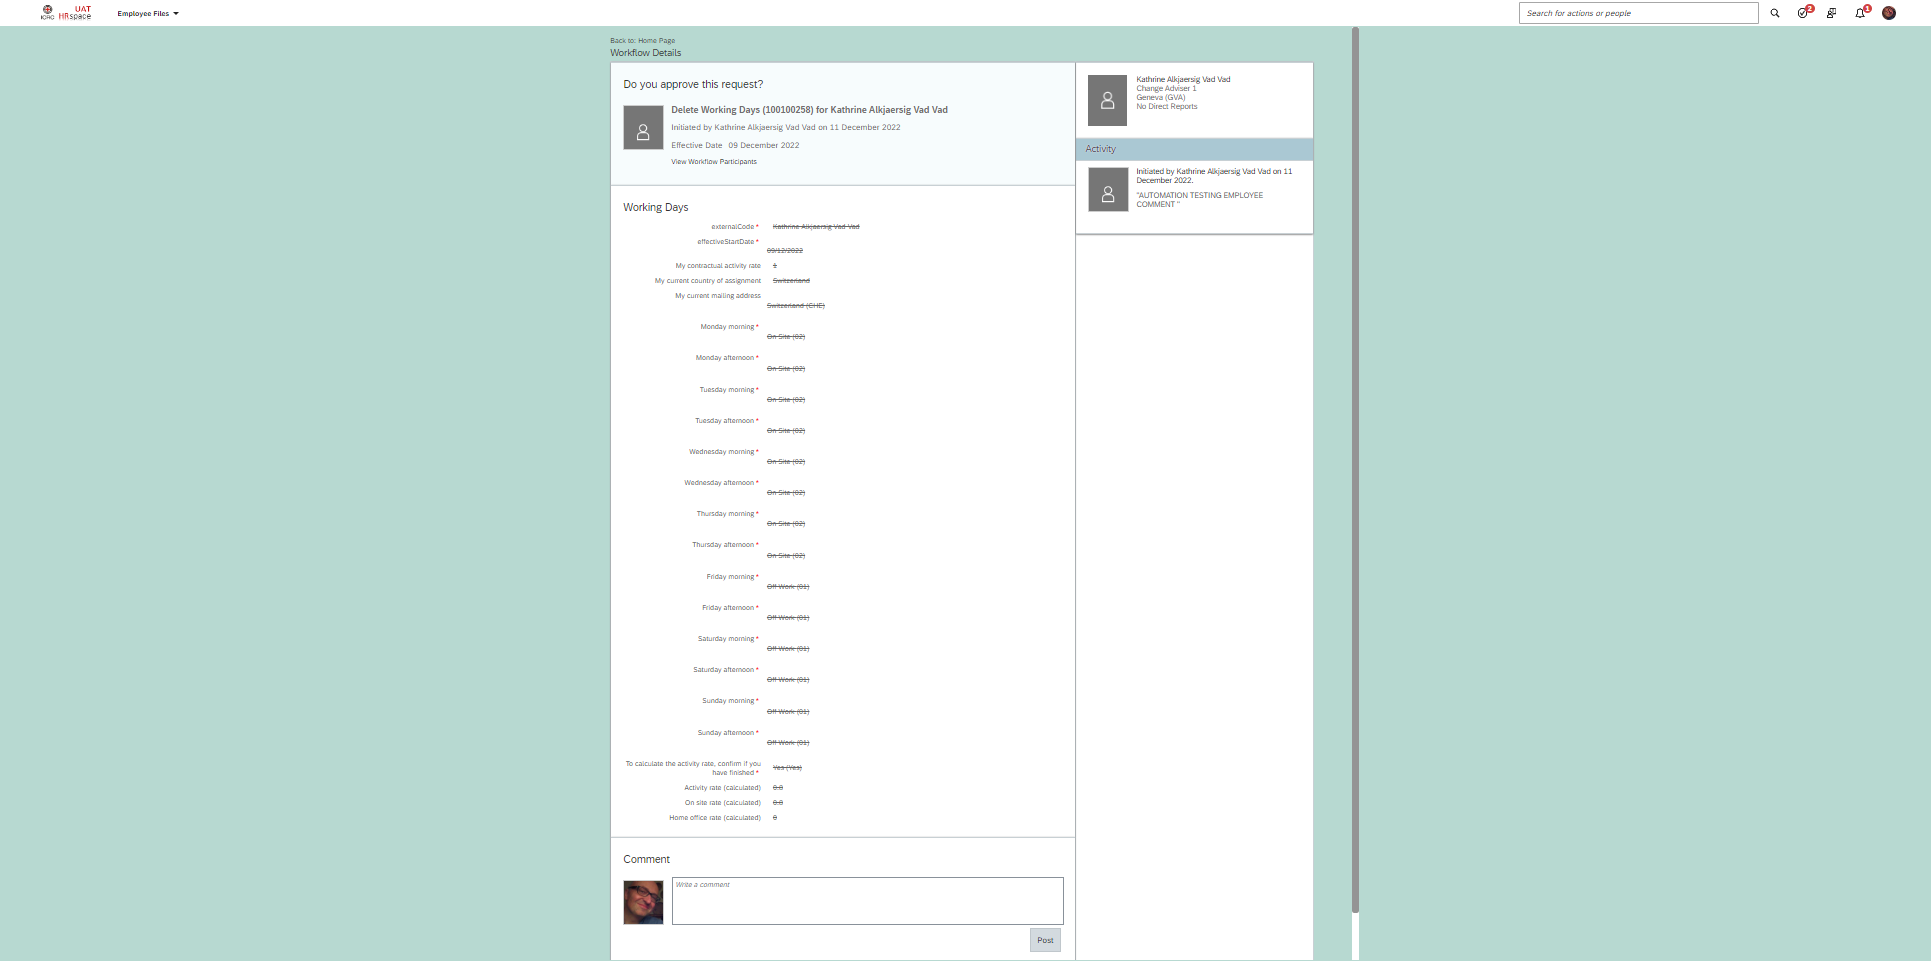 ICRC
UAT
HRspace
Employee Files
Search for actions or people
2
1
Back to: Home Page
Workflow Details
Do you approve this request?
Delete Working Days (100100258) for Kathrine Alkjaersig Vad Vad
Initiated by Kathrine Alkjaersig Vad Vad on 11 December 2022
Effective Date 09 December 2022
View Workflow Participants
Working Days
externalCode * Kathrine Alkjaersig Vad Vad
effectiveStartDate *
09/12/2022
My contractual activity rate 1
My current country of assignment Switzerland
My current mailing address
Switzerland (CHE)
Monday morning *
On Site (02)
Monday afternoon *
On Site (02)
Tuesday morning *
On Site (02)
Tuesday afternoon *
On Site (02)
Wednesday morning *
On Site (02)
Wednesday afternoon *
On Site (02)
Thursday morning *
On Site (02)
Thursday afternoon *
On Site (02)
Friday morning *
Off Work (01)
Friday afternoon *
Off Work (01)
Saturday morning *
Off Work (01)
Saturday afternoon *
Off Work (01)
Sunday morning *
Off Work (01)
Sunday afternoon *
Off Work (01)
To calculate the activity rate, confirm if you
have finished * Yes (Yes)
Activity rate (calculated) 0.8
On site rate (calculated) 0.8
Home office rate (calculated) 0
Comment
Write a comment
Post
Kathrine Alkjaersig Vad Vad
Change Adviser 1
Geneva (GVA)
No Direct Reports
Activity
Initiated by Kathrine Alkjaersig Vad Vad on 11
December 2022.
"AUTOMATION TESTING EMPLOYEE
COMMENT "